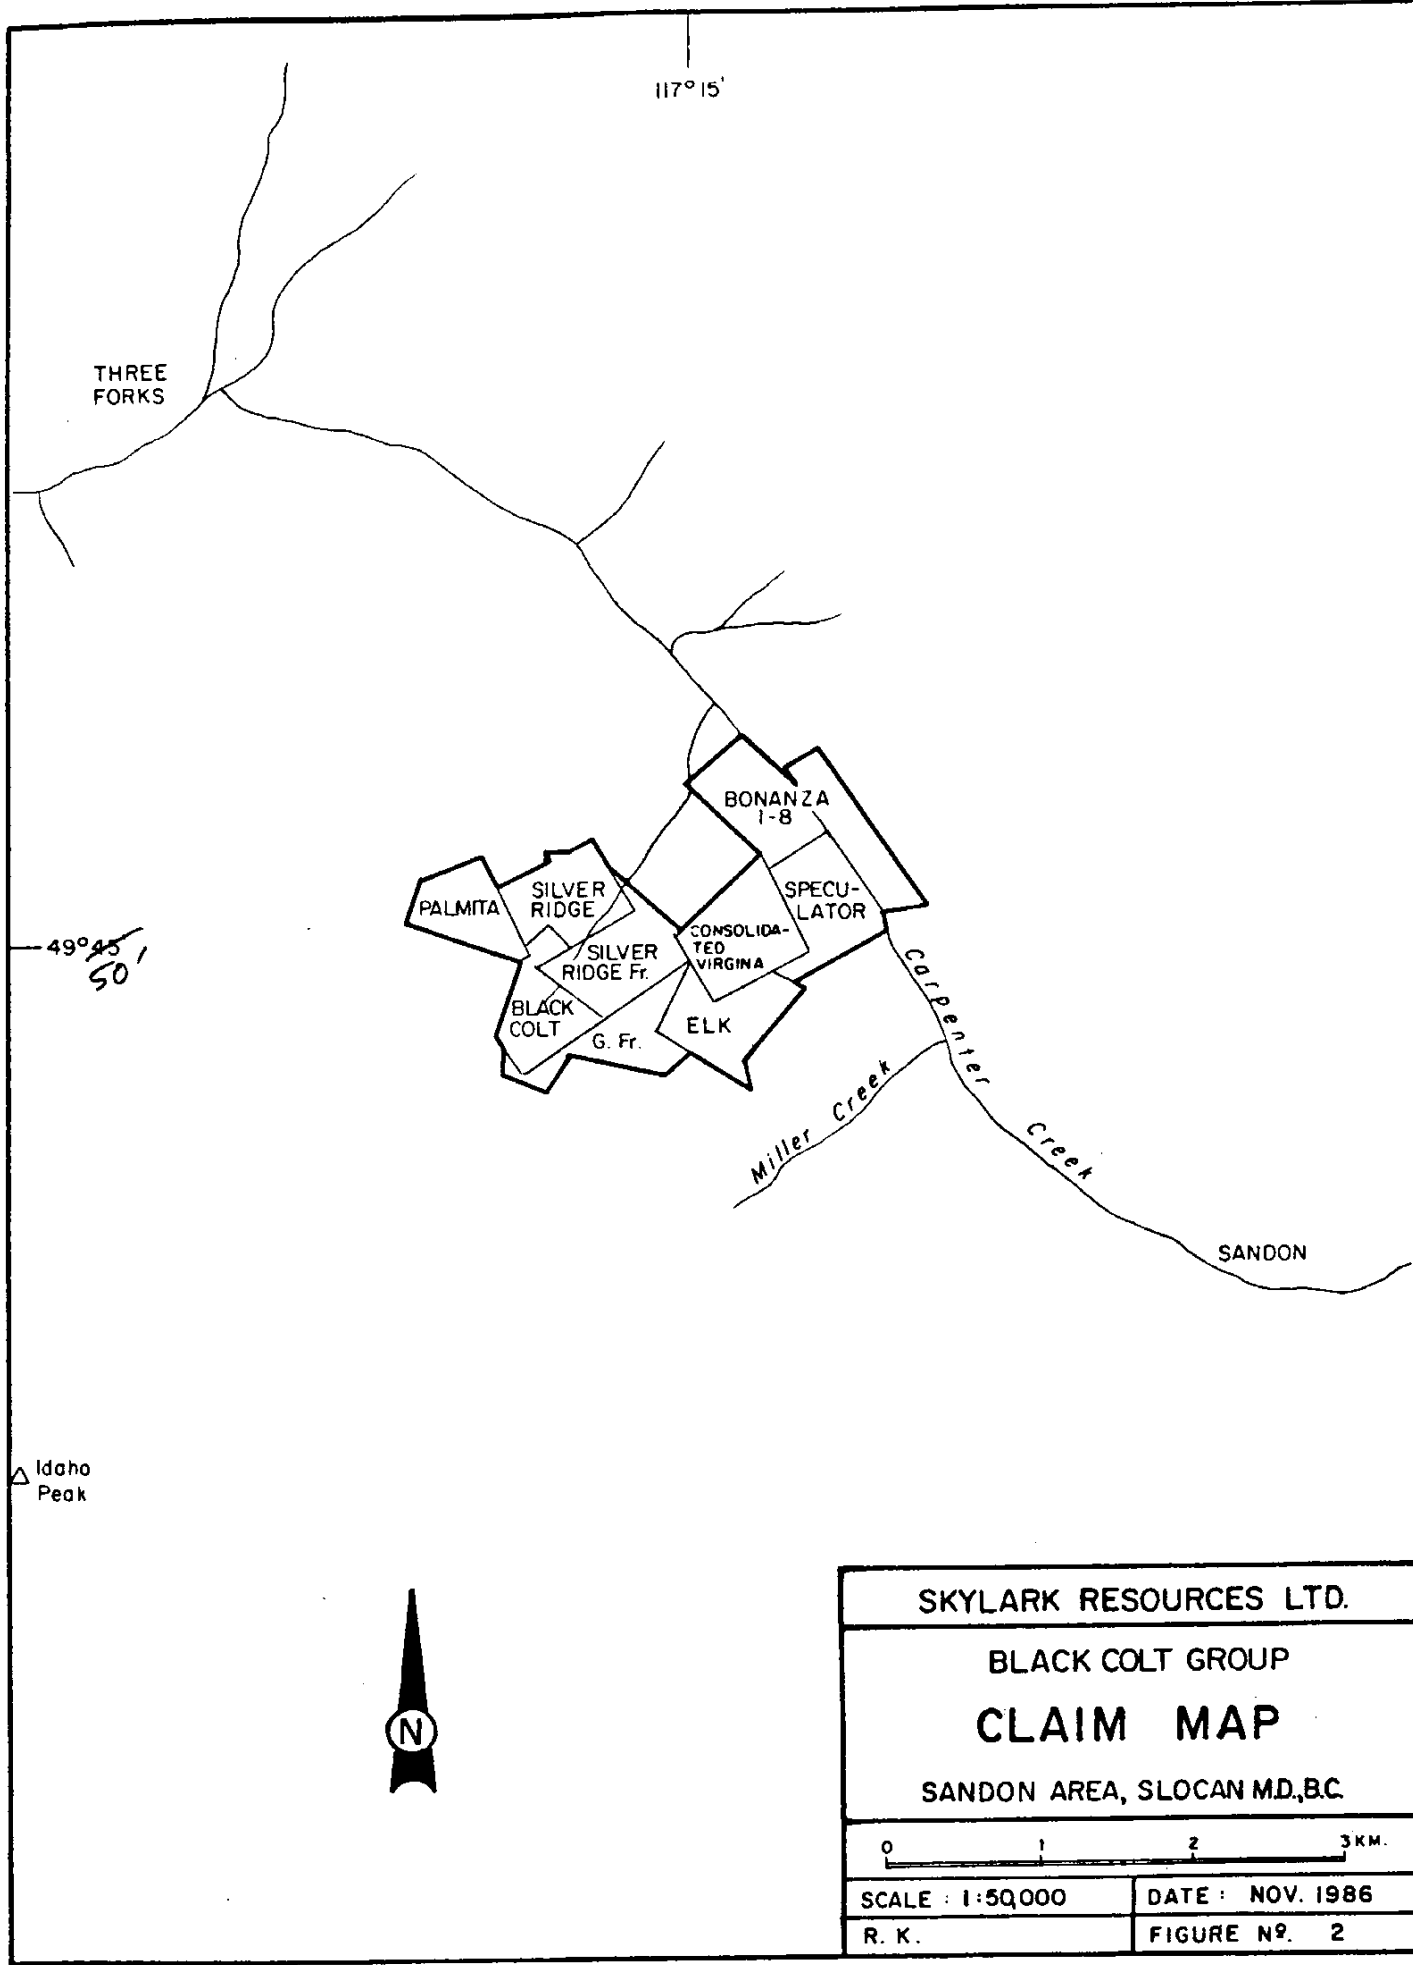 117°15'
THREE
FORKS
BONANZA
1-8
SPECU-
LATOR
SILVER
RIDGE
PALMITA
CONSOLIDA-
TED
VIRGINA
SILVER
RIDGE Fr.
49°45'
50'
BLACK
COLT
G. Fr.
ELK
Carpenter Creek
Miller Creek
SANDON
Idaho
Peak
N
SKYLARK RESOURCES LTD.
BLACK COLT GROUP
CLAIM MAP
SANDON AREA, SLOCAN M.D.,B.C.
0 1 2 3 KM.
SCALE : 1:50,000
DATE : NOV. 1986
R. K.
FIGURE Nº. 2